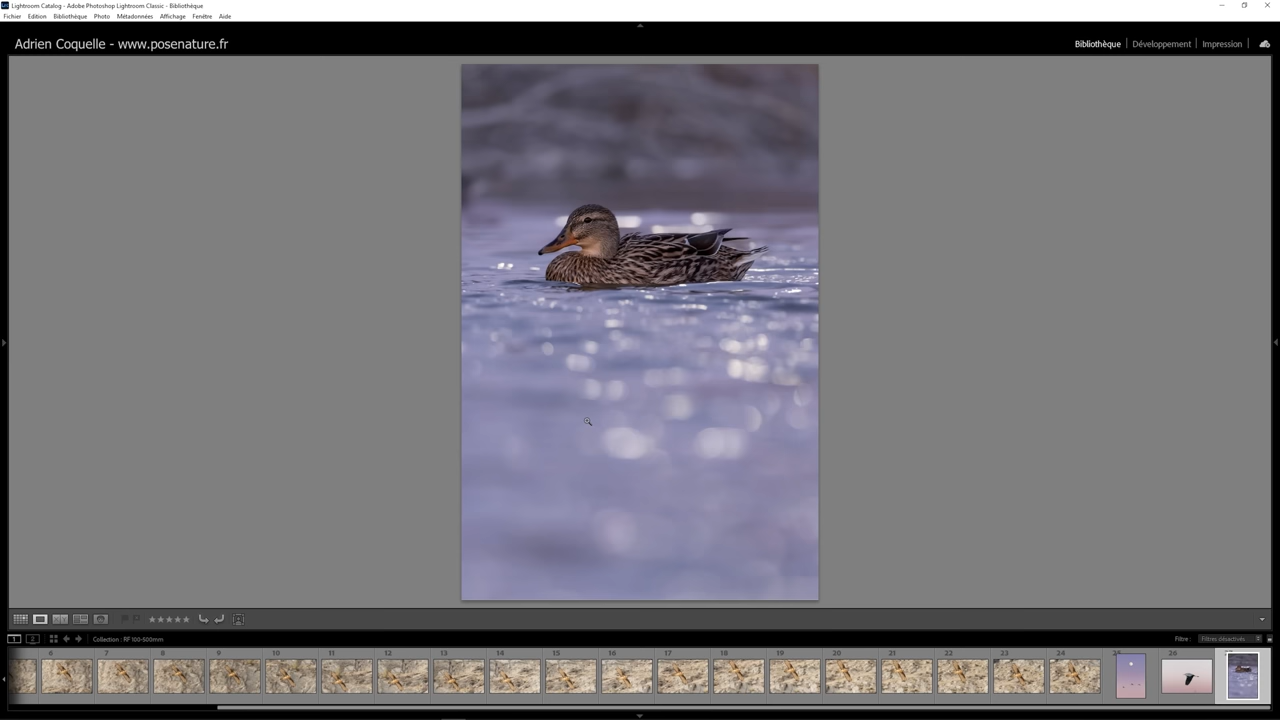 Lightroom Catalog - Adobe Photoshop Lightroom Classic - Bibliothèque
Fichier Edition Bibliothèque Photo Métadonnées Affichage Fenêtre Aide
Adrien Coquelle - www.posenature.fr
Bibliothèque | Développement | Impression |
1 2 Collection : RF 100-500mm Filtre : Filtres désactivés
6 7 8 9 10 11 12 13 14 15 16 17 18 19 20 21 22 23 24 25 26